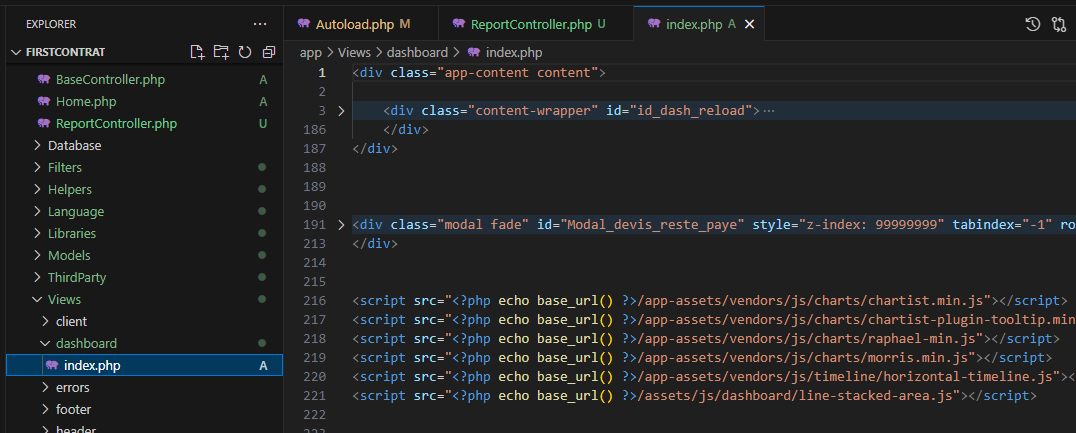 EXPLORER
FIRSTCONTRAT
BaseController.php A
Home.php A
ReportController.php U
Database
Filters
Helpers
Language
Libraries
Models
ThirdParty
Views
client
dashboard
index.php A
errors
footer
header
Autoload.php M
ReportController.php U
index.php A
app > Views > dashboard > index.php
1 <div class="app-content content">
2
3 <div class="content-wrapper" id="id_dash_reload">…
186 </div>
187 </div>
188
189
190
191 <div class="modal fade" id="Modal_devis_reste_paye" style="z-index: 99999999" tabindex="-1" ro
213 </div>
214
215
216 <script src="<?php echo base_url() ?>/app-assets/vendors/js/charts/chartist.min.js"></script>
217 <script src="<?php echo base_url() ?>/app-assets/vendors/js/charts/chartist-plugin-tooltip.min
218 <script src="<?php echo base_url() ?>/app-assets/vendors/js/charts/raphael-min.js"></script>
219 <script src="<?php echo base_url() ?>/app-assets/vendors/js/charts/morris.min.js"></script>
220 <script src="<?php echo base_url() ?>/app-assets/vendors/js/timeline/horizontal-timeline.js"><
221 <script src="<?php echo base_url() ?>/assets/js/dashboard/line-stacked-area.js"></script>
222
223